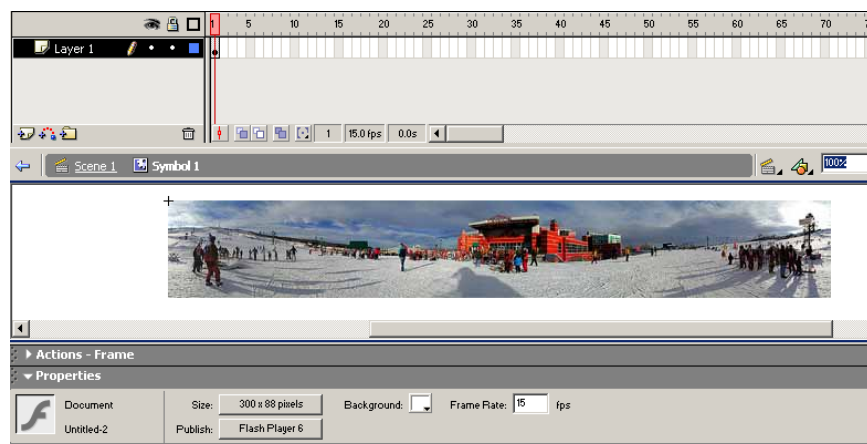 1 5 10 15 20 25 30 35 40 45 50 55 60 65 70
Layer 1
1 15.0 fps 0.0s
Scene 1 Symbol 1 100%
Actions - Frame
Properties
Document Size: 300 x 88 pixels Background: Frame Rate: 15 fps
Untitled-2 Publish: Flash Player 6